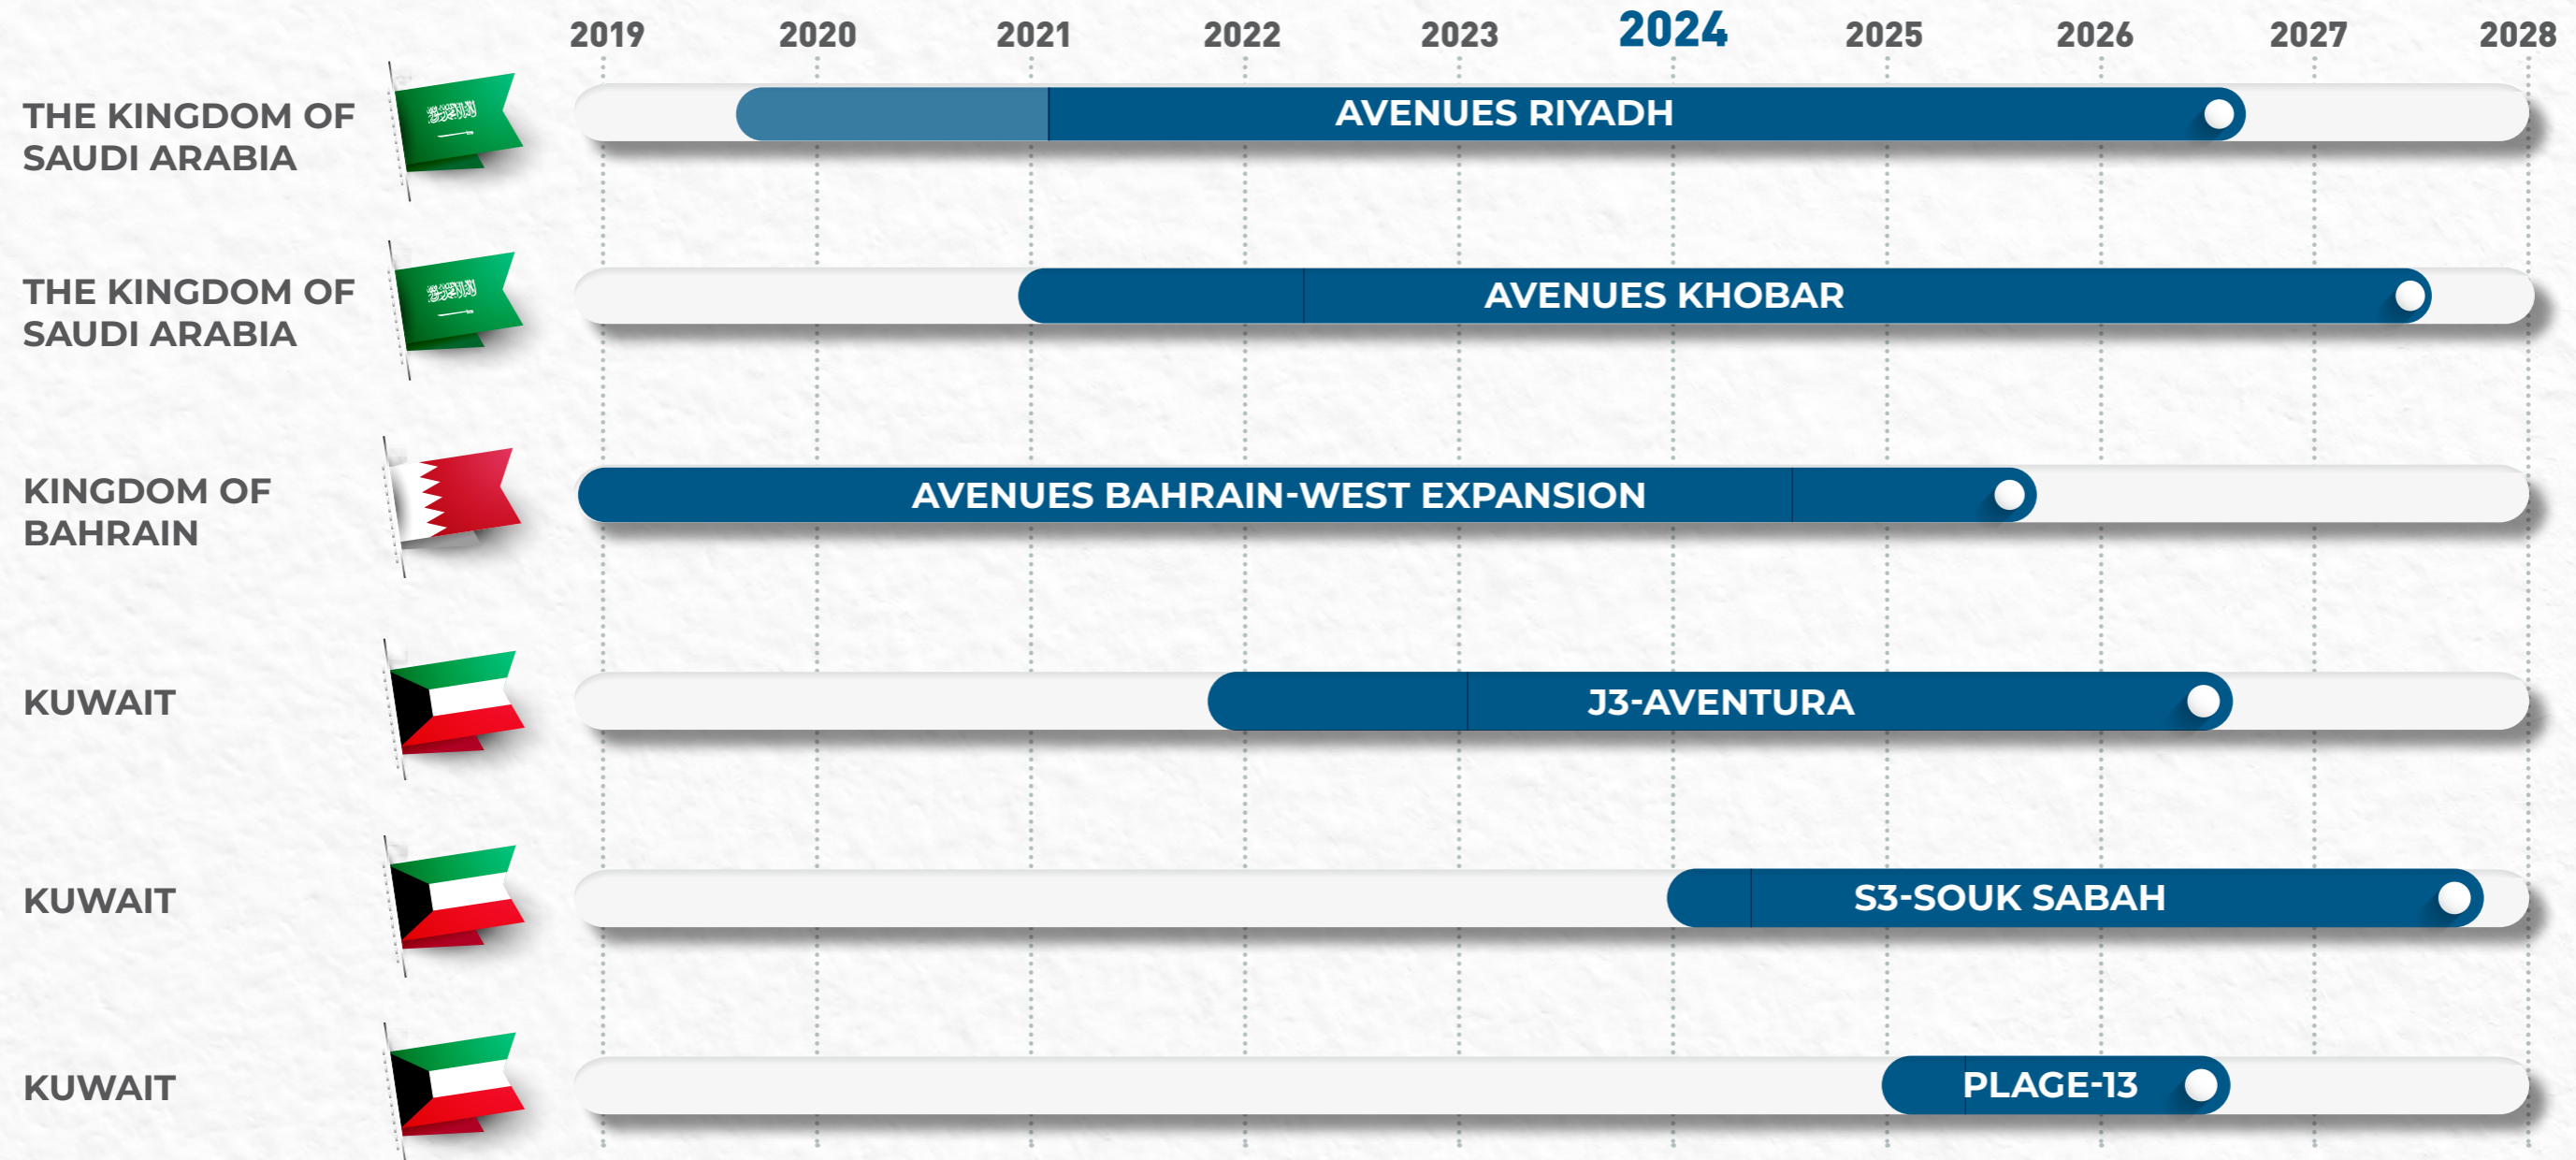 2019 2020 2021 2022 2023 2024 2025 2026 2027 2028
THE KINGDOM OF
SAUDI ARABIA
AVENUES RIYADH
THE KINGDOM OF
SAUDI ARABIA
AVENUES KHOBAR
KINGDOM OF
BAHRAIN
AVENUES BAHRAIN-WEST EXPANSION
KUWAIT
J3-AVENTURA
KUWAIT
S3-SOUK SABAH
KUWAIT
PLAGE-13